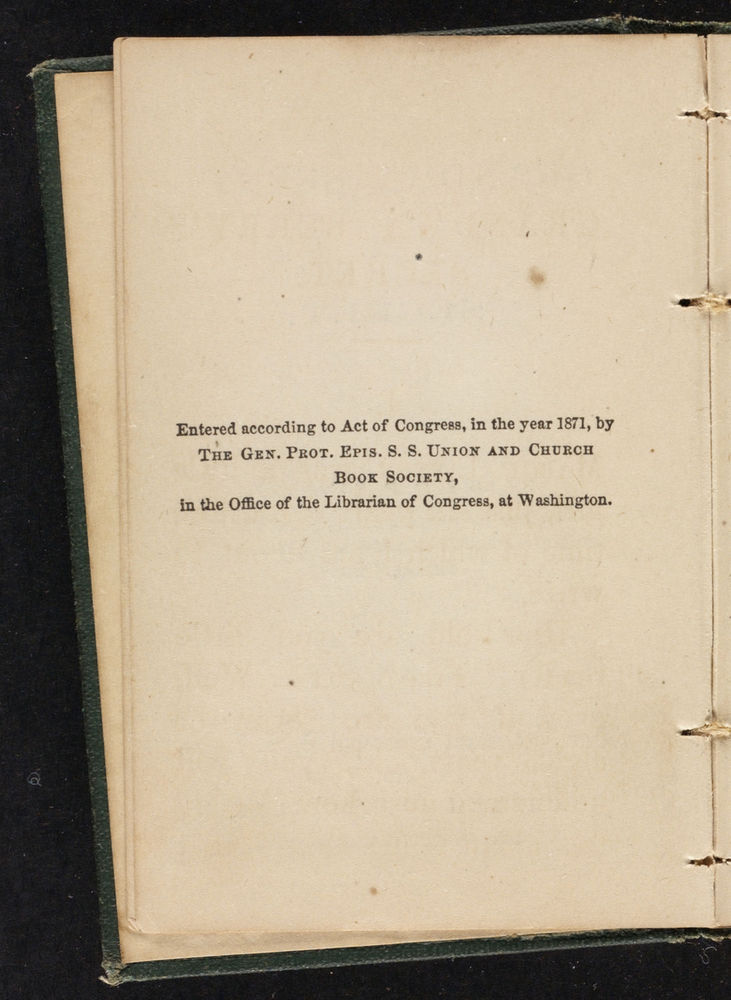 Entered according to Act of Congress, in the year 1871, by
THE GEN. PROT. EPIS. S. S. UNION AND CHURCH
BOOK SOCIETY,
in the Office of the Librarian of Congress, at Washington.